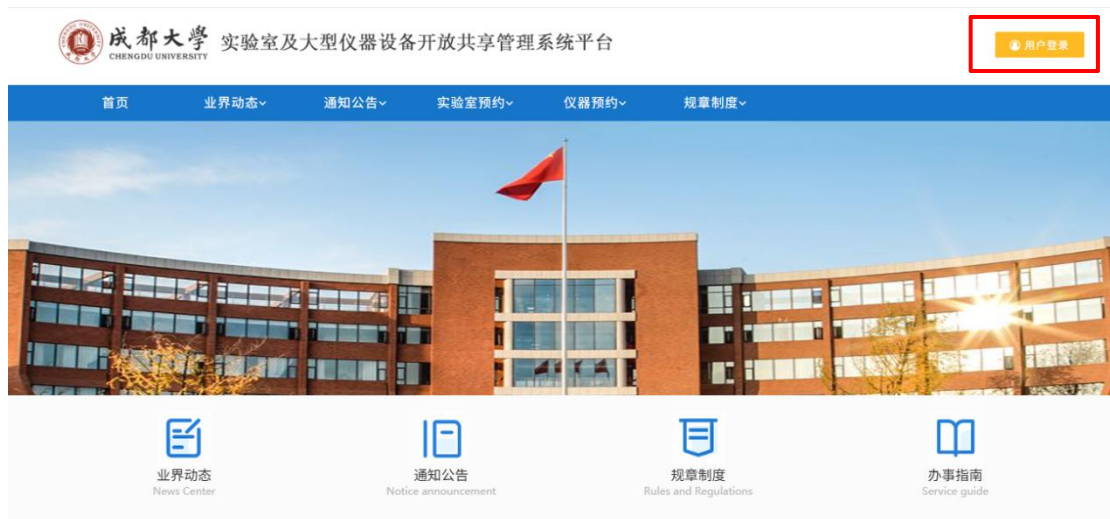 成都大學
CHENGDU UNIVERSITY
实验室及大型仪器设备开放共享管理系统平台
用户登录
首页 业界动态 通知公告 实验室预约 仪器预约 规章制度
业界动态 通知公告 规章制度 办事指南
News Center Notice announcement Rules and Regulations Service guide